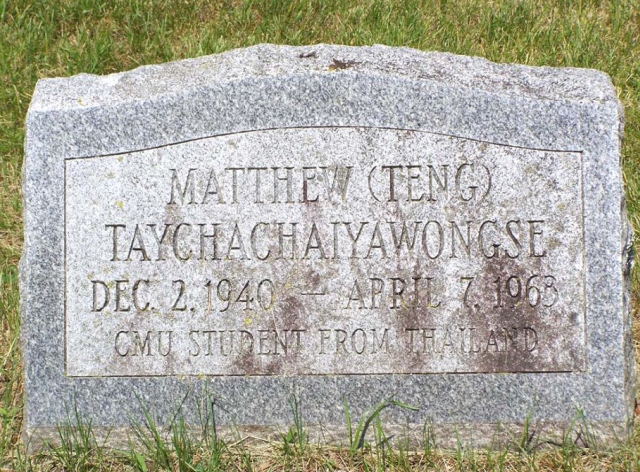 MATTHEW (TENG)
TAYCHACHAIYAWONGSE
DEC. 2, 1940 — APRIL 7, 1963
CMU STUDENT FROM THAILAND